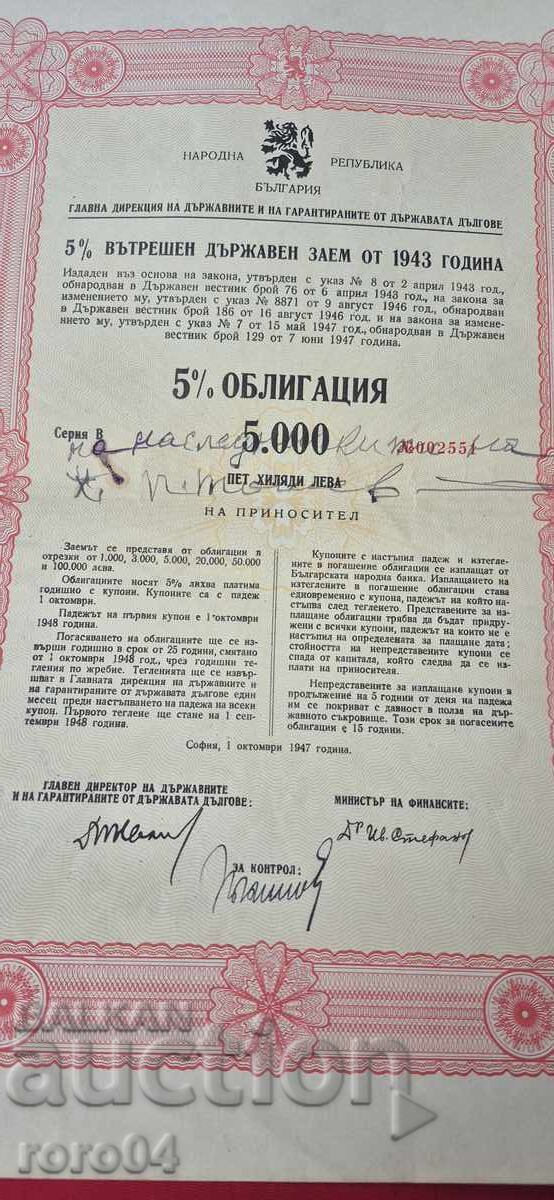 НАРОДНА РЕПУБЛИКА
БЪЛГАРИЯ
ГЛАВНА ДИРЕКЦИЯ НА ДЪРЖАВНИТЕ И НА ГАРАНТИРАНИТЕ ОТ ДЪРЖАВАТА ДЪЛГОВЕ
5% ВЪТРЕШЕН ДЪРЖАВЕН ЗАЕМ ОТ 1943 ГОДИНА
Издаден въз основа на закона, утвърден с указ № 8 от 2 април 1943 год.,
обнародван в Държавен вестник брой 76 от 6 април 1943 год., на закона за
изменението му, утвърден с указ № 8871 от 9 август 1946 год., обнародван
в Държавен вестник брой 186 от 16 август 1946 год. и на закона за измене-
нието му, утвърден с указ № 7 от 15 май 1947 год., обнародван в Държавен
вестник брой 129 от 7 юни 1947 година.
5% ОБЛИГАЦИЯ
Серия В 5.000 №002551
на
на
ПЕТ ХИЛЯДИ ЛЕВА
НА ПРИНОСИТЕЛ
Заемът се представя от облигации в
отрезки от 1.000, 3.000, 5.000, 20.000, 50.000
и 100.000 лева.
Облигациите носят 5% лихва платима
годишно с купони. Купоните са с падеж
1 октомври.
Падежът на първия купон е 1 октомври
1948 година.
Погасяването на облигациите ще се из-
върши годишно в срок от 25 години, смятано
от 1 октомври 1948 год., чрез годишни те-
гления по жребие. Тегленията ще се извър-
шват в Главната дирекция на държавните и
на гарантираните от държавата дългове един
месец преди настъпването на падежа на всеки
купон. Първото теглене ще стане на 1 сеп-
тември 1948 година.
Купоните с настъпил падеж и изтегле-
ните в погашение облигации се изплащат от
Българската народна банка. Изплащането на
изтеглените в погашение облигации става
едновременно с купона, падежът на който на-
стъпва след тегленето. Представените за из-
плащане облигации трябва да бъдат придру-
жени с всички купони, падежът на които не е
настъпил на определената за плащане дата;
стойността на непредставените купони се
спада от капитала, който следва да се из-
плати на приносителя.
Непредставените за изплащане купони в
продължение на 5 години от деня на падежа
им се покриват с давност в полза на дър-
жавното съкровище. Този срок за погасените
облигации е 15 години.
София, 1 октомври 1947 година.
ГЛАВЕН ДИРЕКТОР НА ДЪРЖАВНИТЕ
И НА ГАРАНТИРАНИТЕ ОТ ДЪРЖАВАТА ДЪЛГОВЕ:
МИНИСТЪР НА ФИНАНСИТЕ:
Др Ив. Стефанов
ЗА КОНТРОЛ:
BALKAN
auction
roro04